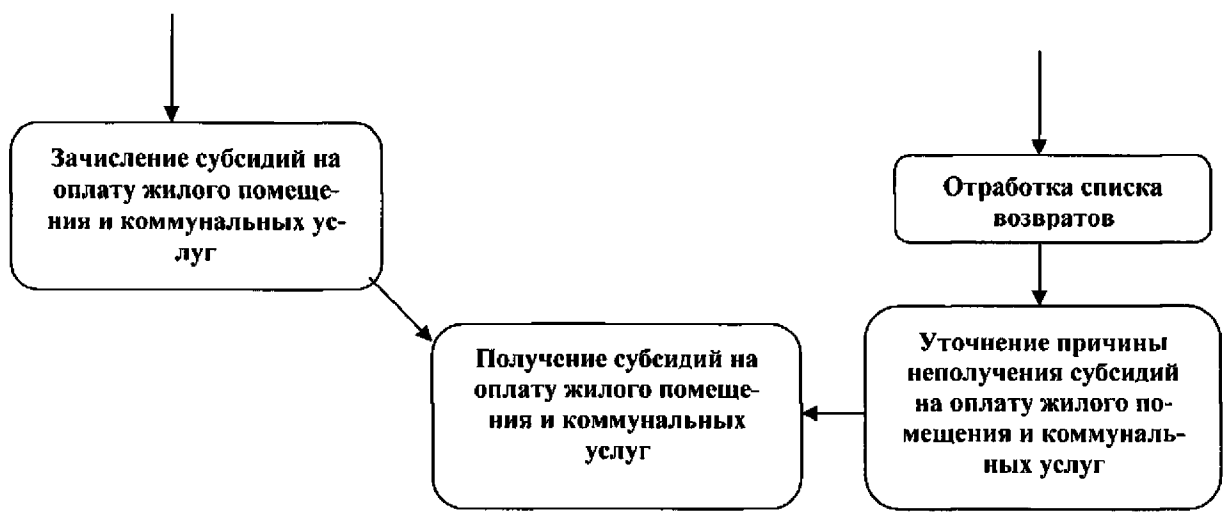 Зачисление субсидий на
оплату жилого помеще-
ния и коммунальных ус-
луг
Отработка списка
возвратов
Получение субсидий на
оплату жилого помеще-
ния и коммунальных
услуг
Уточнение причины
неполучения субсидий
на оплату жилого по-
мещения и коммуналь-
ных услуг